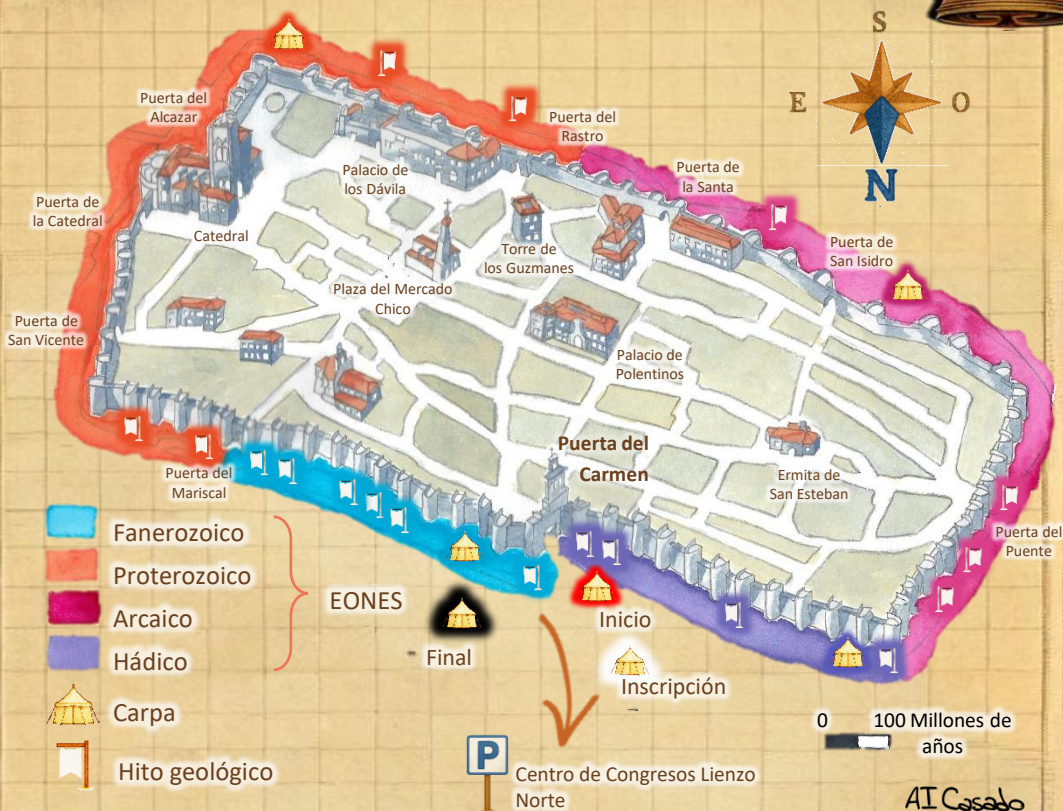 S
E
O
N
Puerta del
Alcazar
Puerta del
Rastro
Puerta de
la Santa
Palacio de
los Dávila
Puerta de
la Catedral
Catedral
Torre de
los Guzmanes
Puerta de
San Isidro
Plaza del Mercado
Chico
Puerta de
San Vicente
Palacio de
Polentinos
Puerta del
Carmen
Ermita de
San Esteban
Puerta del
Mariscal
Puerta del
Puente
Fanerozoico
Proterozoico
Arcaico
Hádico
EONES
Carpa
Hito geológico
Final
Inicio
Inscripción
0 100 Millones de
años
P
Centro de Congresos Lienzo
Norte
AI Casado